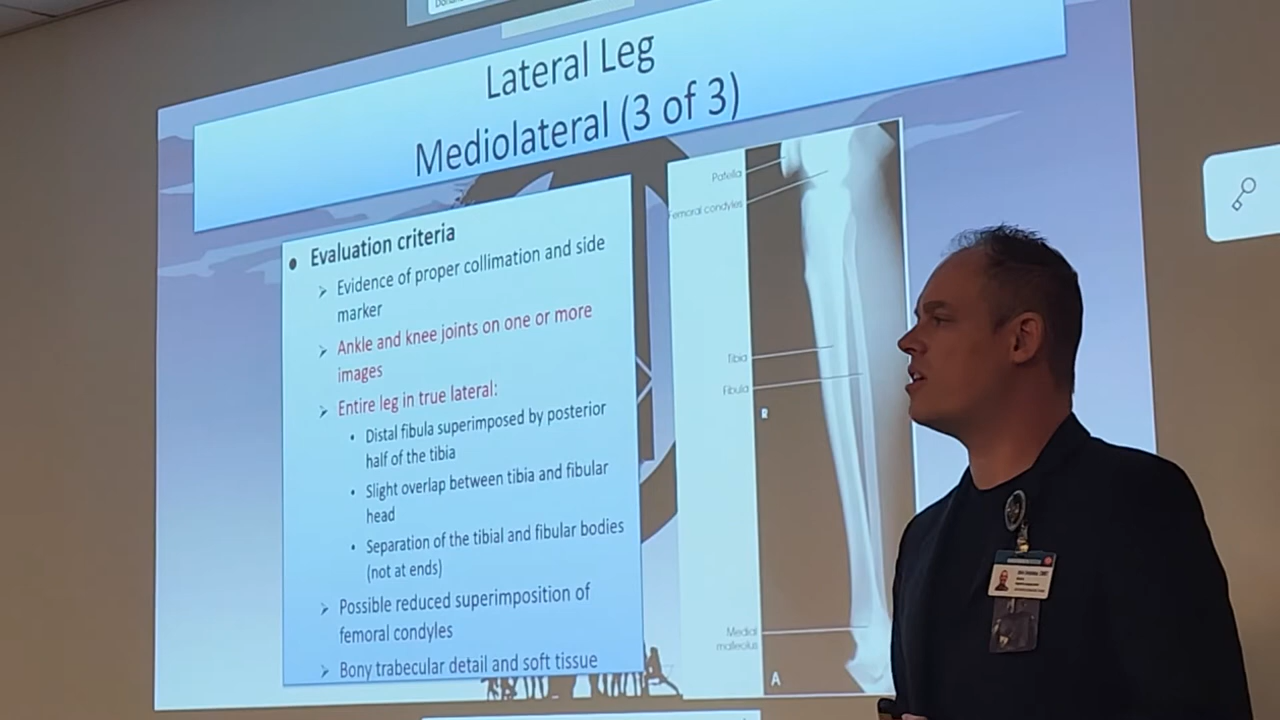 Lateral Leg
Mediolateral (3 of 3)
• Evaluation criteria
➢ Evidence of proper collimation and side
marker
➢ Ankle and knee joints on one or more
images
➢ Entire leg in true lateral:
• Distal fibula superimposed by posterior
half of the tibia
• Slight overlap between tibia and fibular
head
• Separation of the tibial and fibular bodies
(not at ends)
➢ Possible reduced superimposition of
femoral condyles
➢ Bony trabecular detail and soft tissue
Patella
Femoral condyles
Tibia
Fibula
R
Medial
malleolus
A